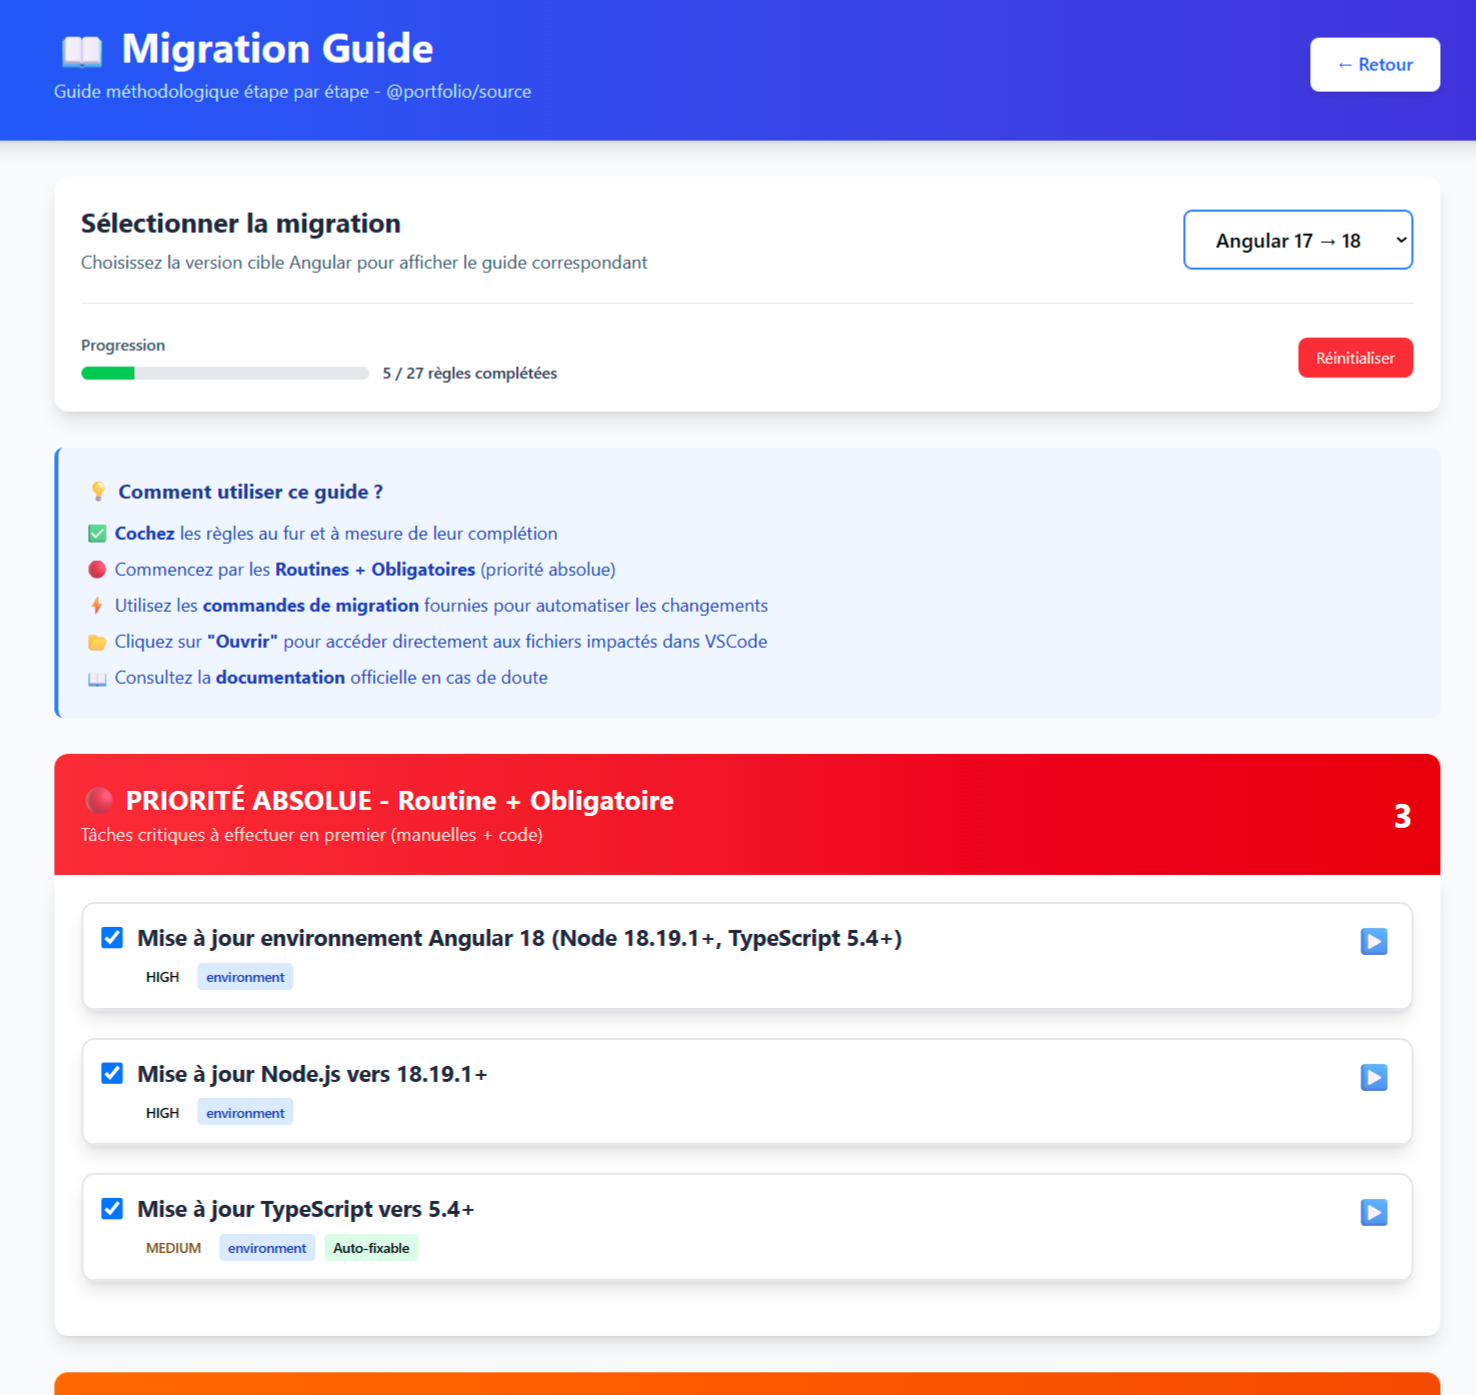 Migration Guide
Guide méthodologique étape par étape - @portfolio/source
← Retour
Sélectionner la migration
Choisissez la version cible Angular pour afficher le guide correspondant
Angular 17 → 18
Progression
5 / 27 règles complétées
Réinitialiser
Comment utiliser ce guide ?
Cochez les règles au fur et à mesure de leur complétion
Commencez par les Routines + Obligatoires (priorité absolue)
Utilisez les commandes de migration fournies pour automatiser les changements
Cliquez sur "Ouvrir" pour accéder directement aux fichiers impactés dans VSCode
Consultez la documentation officielle en cas de doute
PRIORITÉ ABSOLUE - Routine + Obligatoire
Tâches critiques à effectuer en premier (manuelles + code)
3
Mise à jour environnement Angular 18 (Node 18.19.1+, TypeScript 5.4+)
HIGH environment
Mise à jour Node.js vers 18.19.1+
HIGH environment
Mise à jour TypeScript vers 5.4+
MEDIUM environment Auto-fixable